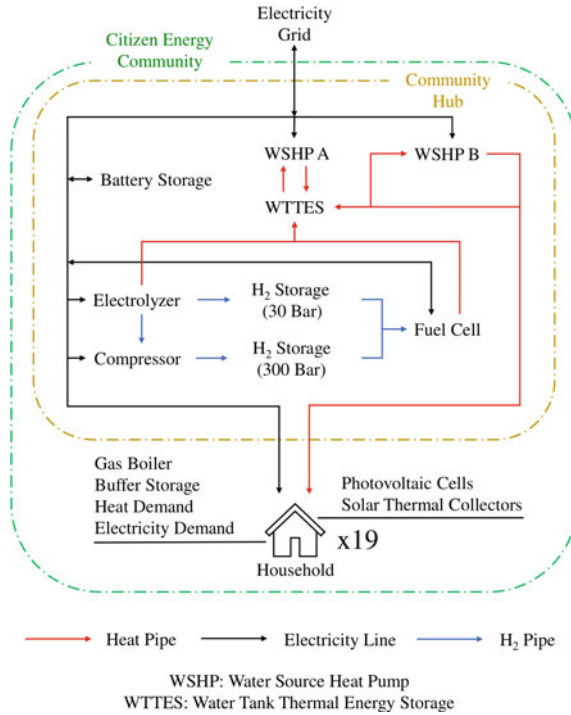 Electricity
Grid
Citizen Energy
Community
Community
Hub
WSHP A
WSHP B
Battery Storage
WTTES
Electrolyzer
H₂ Storage
(30 Bar)
Fuel Cell
Compressor
H₂ Storage
(300 Bar)
Gas Boiler
Buffer Storage
Heat Demand
Electricity Demand
Photovoltaic Cells
Solar Thermal Collectors
x19
Household
Heat Pipe
Electricity Line
H₂ Pipe
WSHP: Water Source Heat Pump
WTTES: Water Tank Thermal Energy Storage